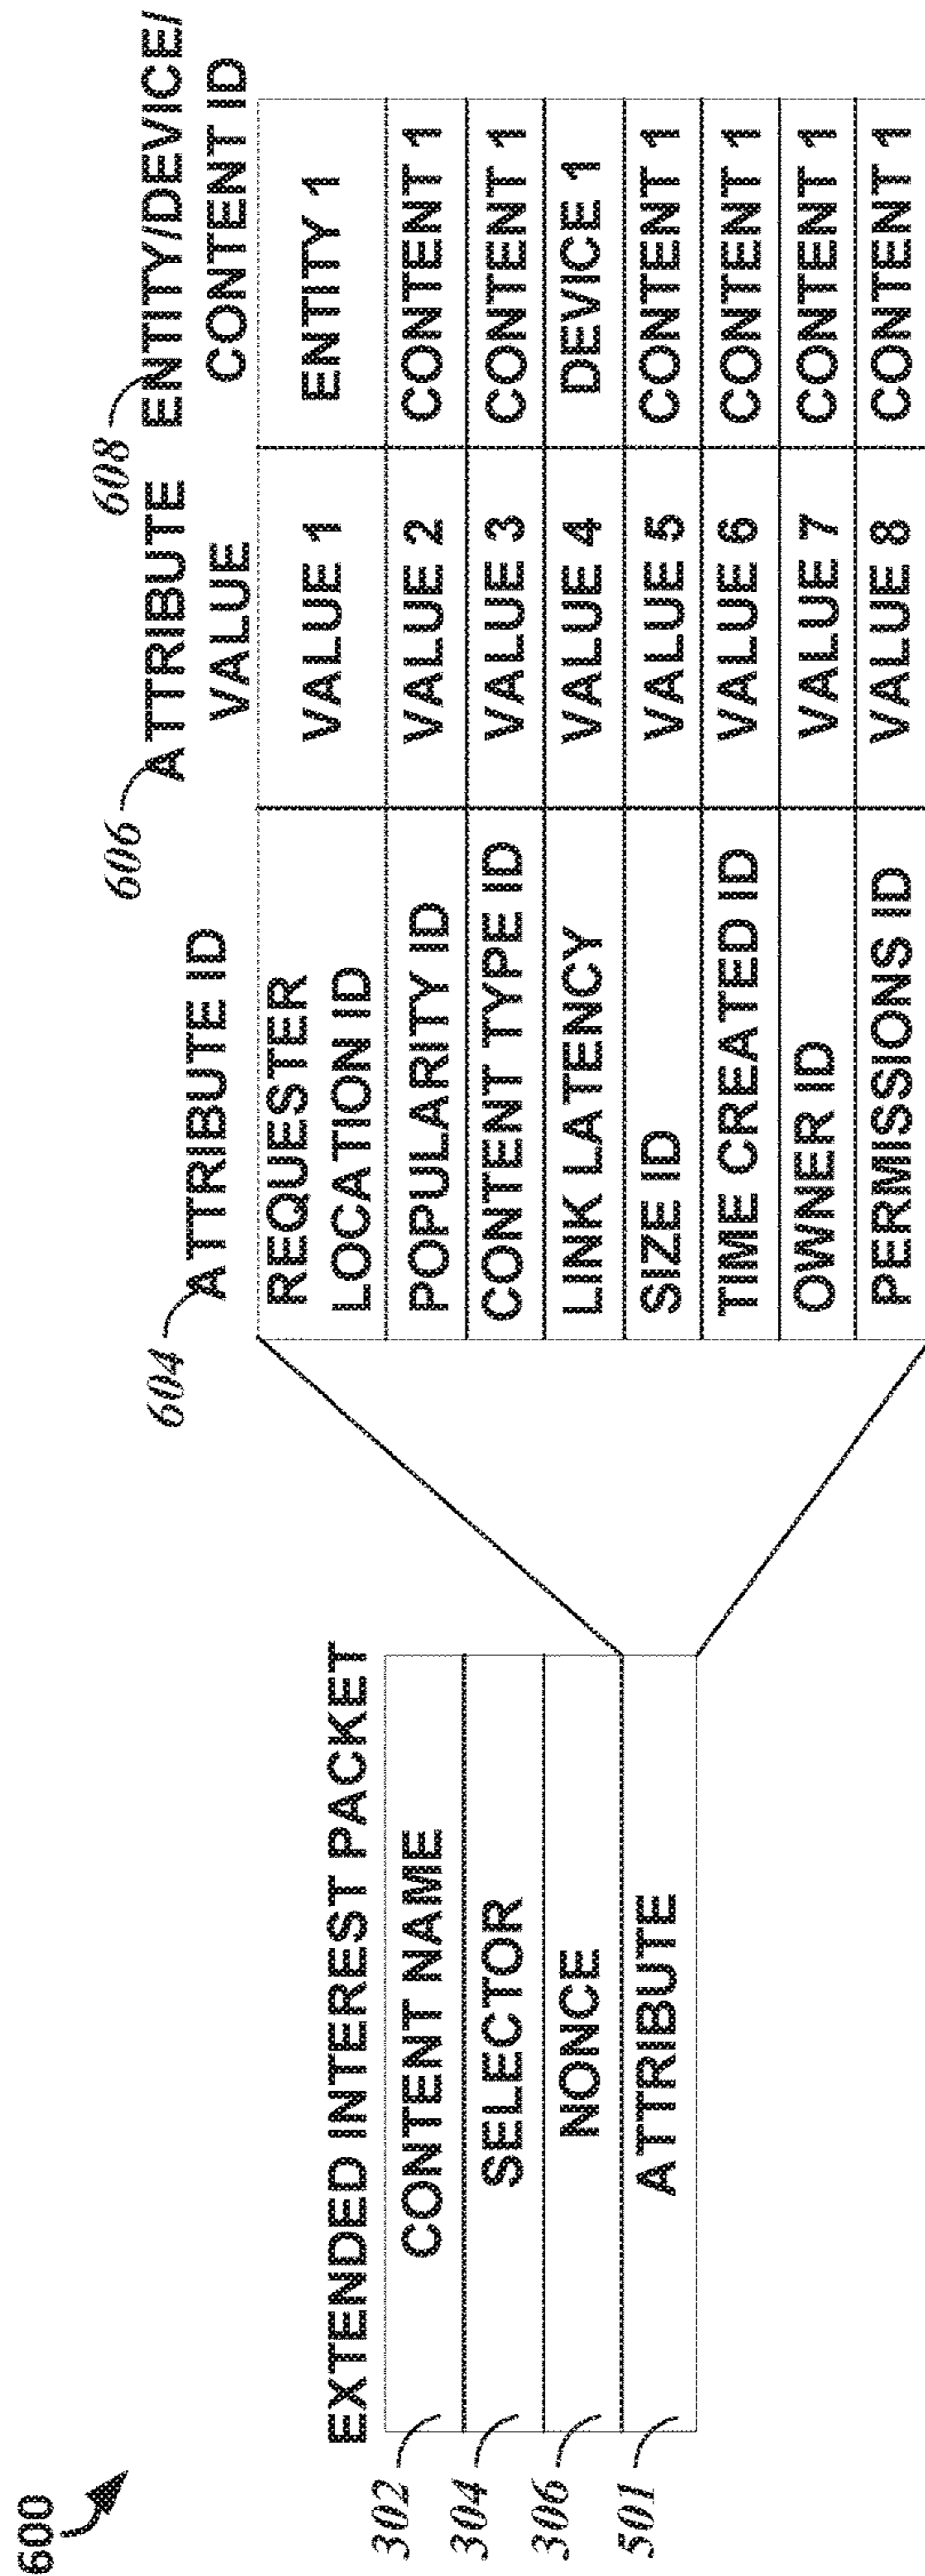 600
EXTENDED INTEREST PACKET
302
CONTENT NAME
304
SELECTOR
306
NONCE
501
ATTRIBUTE
604
ATTRIBUTE ID
606
ATTRIBUTE
VALUE
608
ENTITY/DEVICE/
CONTENT ID
REQUESTER
LOCATION ID
VALUE 1
ENTITY 1
POPULARITY ID
VALUE 2
CONTENT 1
CONTENT TYPE ID
VALUE 3
CONTENT 1
LINK LATENCY
VALUE 4
DEVICE 1
SIZE ID
VALUE 5
CONTENT 1
TIME CREATED ID
VALUE 6
CONTENT 1
OWNER ID
VALUE 7
CONTENT 1
PERMISSONS ID
VALUE 8
CONTENT 1